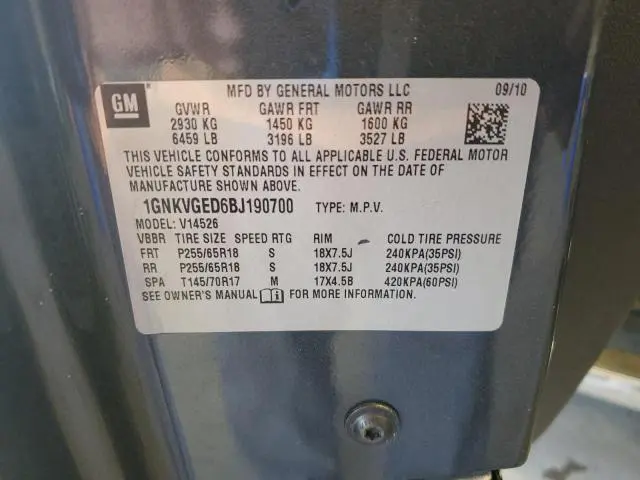 GM
MFD BY GENERAL MOTORS LLC 09/10
GVWR GAWR FRT GAWR RR
2930 KG 1450 KG 1600 KG
6459 LB 3196 LB 3527 LB
THIS VEHICLE CONFORMS TO ALL APPLICABLE U.S. FEDERAL MOTOR
VEHICLE SAFETY STANDARDS IN EFFECT ON THE DATE OF
MANUFACTURE SHOWN ABOVE.
1GNKVGED6BJ190700 TYPE: M.P.V.
MODEL: V14526
VBBR TIRE SIZE SPEED RTG RIM COLD TIRE PRESSURE
FRT P255/65R18 S 18X7.5J 240KPA(35PSI)
RR P255/65R18 S 18X7.5J 240KPA(35PSI)
SPA T145/70R17 M 17X4.5B 420KPA(60PSI)
SEE OWNER'S MANUAL i FOR MORE INFORMATION.